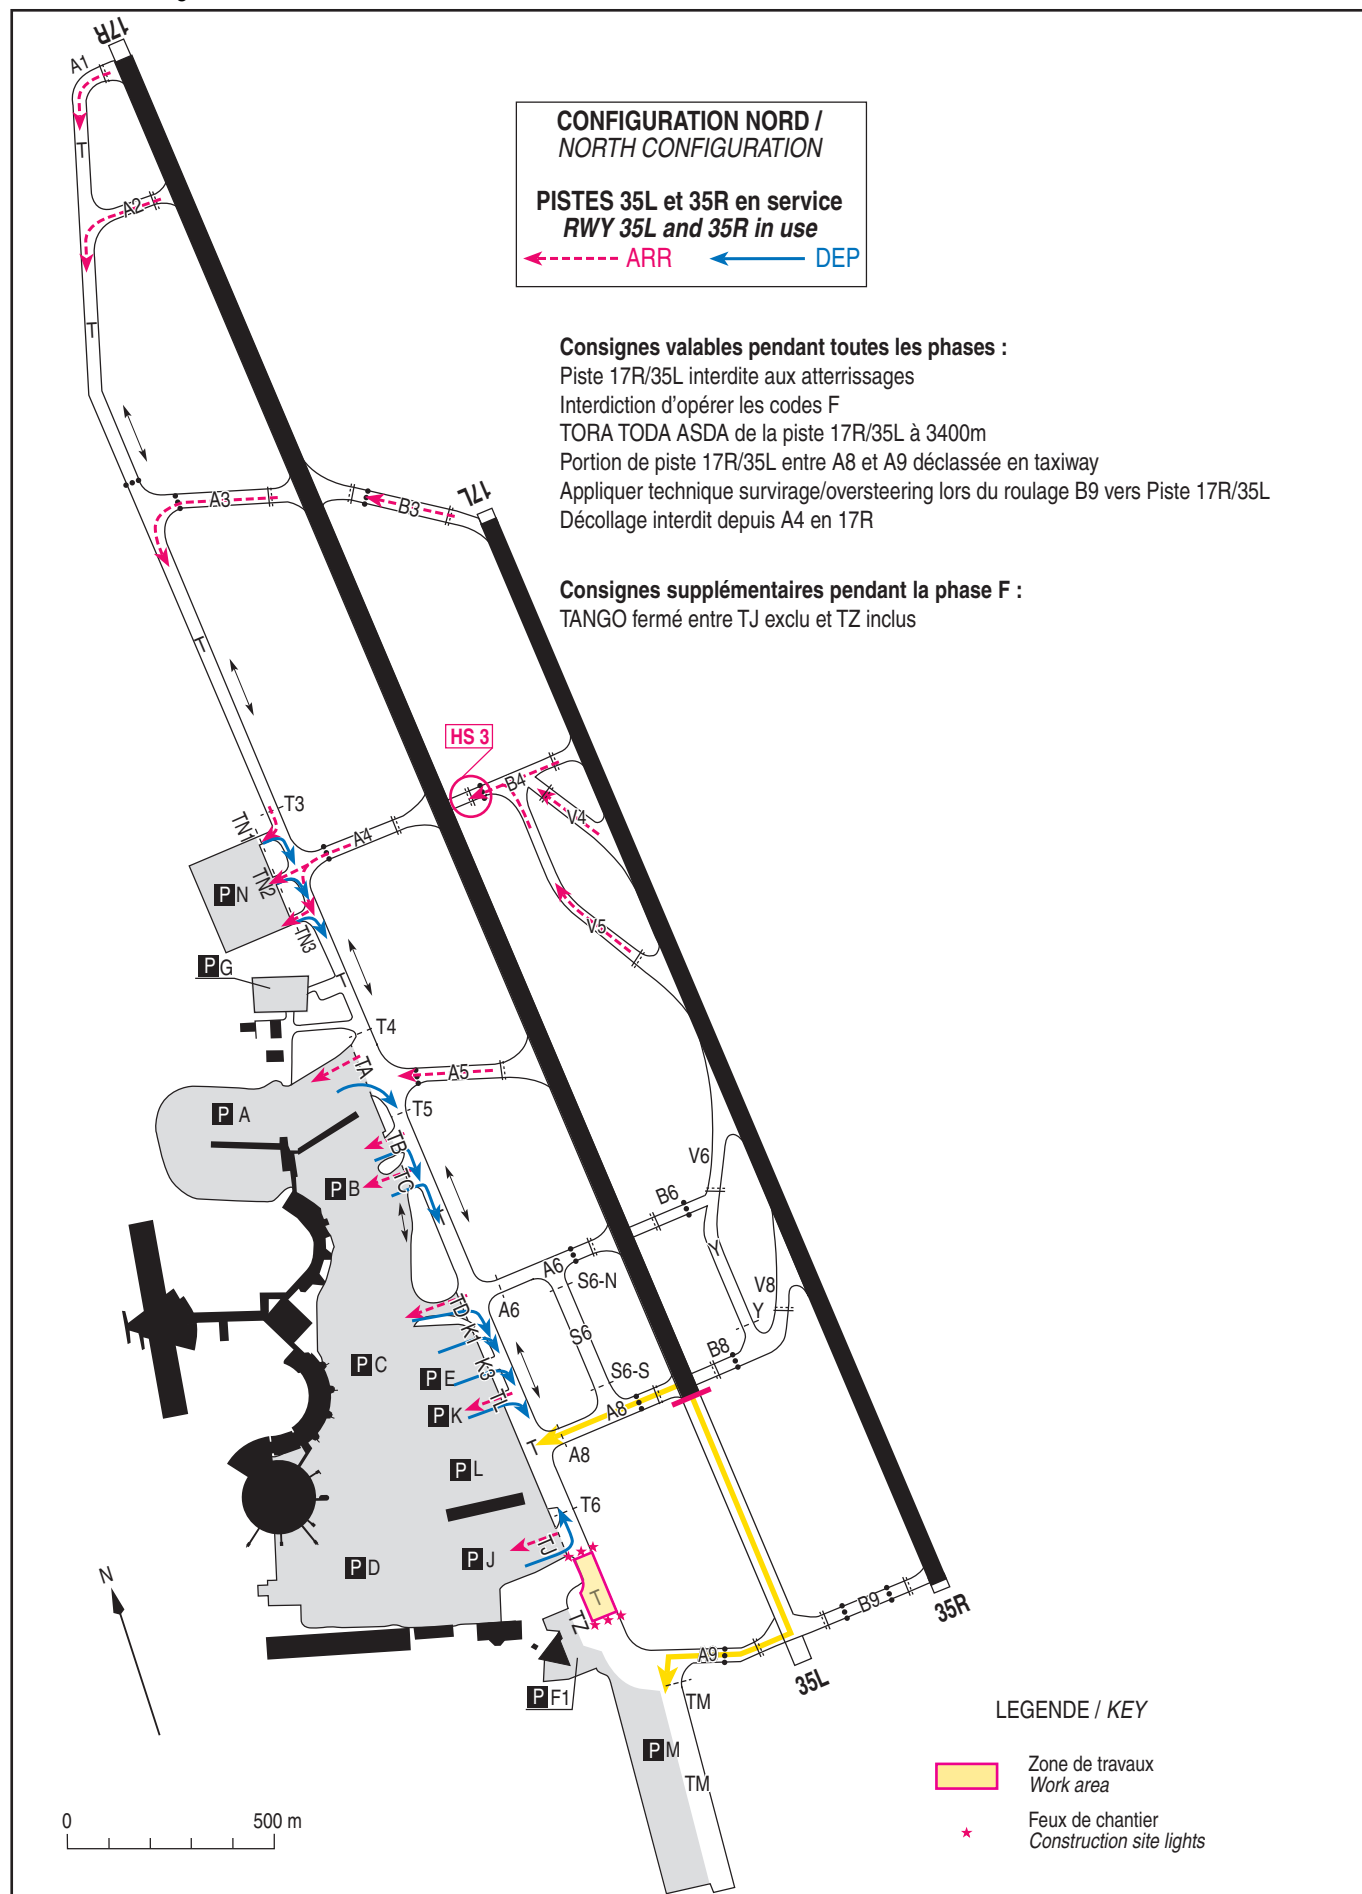 17R
A1
CONFIGURATION NORD /
NORTH CONFIGURATION
PISTES 35L et 35R en service
RWY 35L and 35R in use
ARR
DEP
T
A2
T
Consignes valables pendant toutes les phases :
Piste 17R/35L interdite aux atterrissages
Interdiction d'opérer les codes F
TORA TODA ASDA de la piste 17R/35L à 3400m
Portion de piste 17R/35L entre A8 et A9 déclassée en taxiway
Appliquer technique survirage/oversteering lors du roulage B9 vers Piste 17R/35L
Décollage interdit depuis A4 en 17R
A3
B3
17L
Consignes supplémentaires pendant la phase F :
TANGO fermé entre TJ exclu et TZ inclus
T
HS 3
B4
V4
T3
TN1
A4
TN2
P N
TN3
V5
P G
T
T4
TA
A5
P A
T5
TB
V6
P B
TC
B6
T
A6
S6-N
Y
V8
TD
A6
K1
S6
Y
P C
K3
B8
P E
S6-S
TL
A8
P K
T
A8
P L
T6
TJ
P J
P D
N
T
B9
35R
TZ
A9
35L
P F1
TM
P M
TM
LEGENDE / KEY
Zone de travaux
Work area
0 500 m
Feux de chantier
Construction site lights